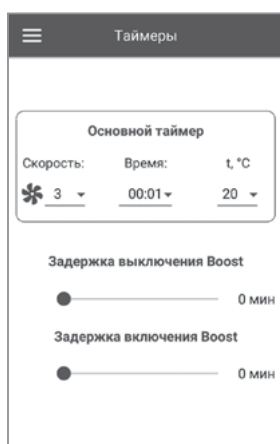 Таймеры
Основной таймер
Скорость: Время: t, °C
3 00:01 20
Задержка выключения Boost
0 мин
Задержка включения Boost
0 мин